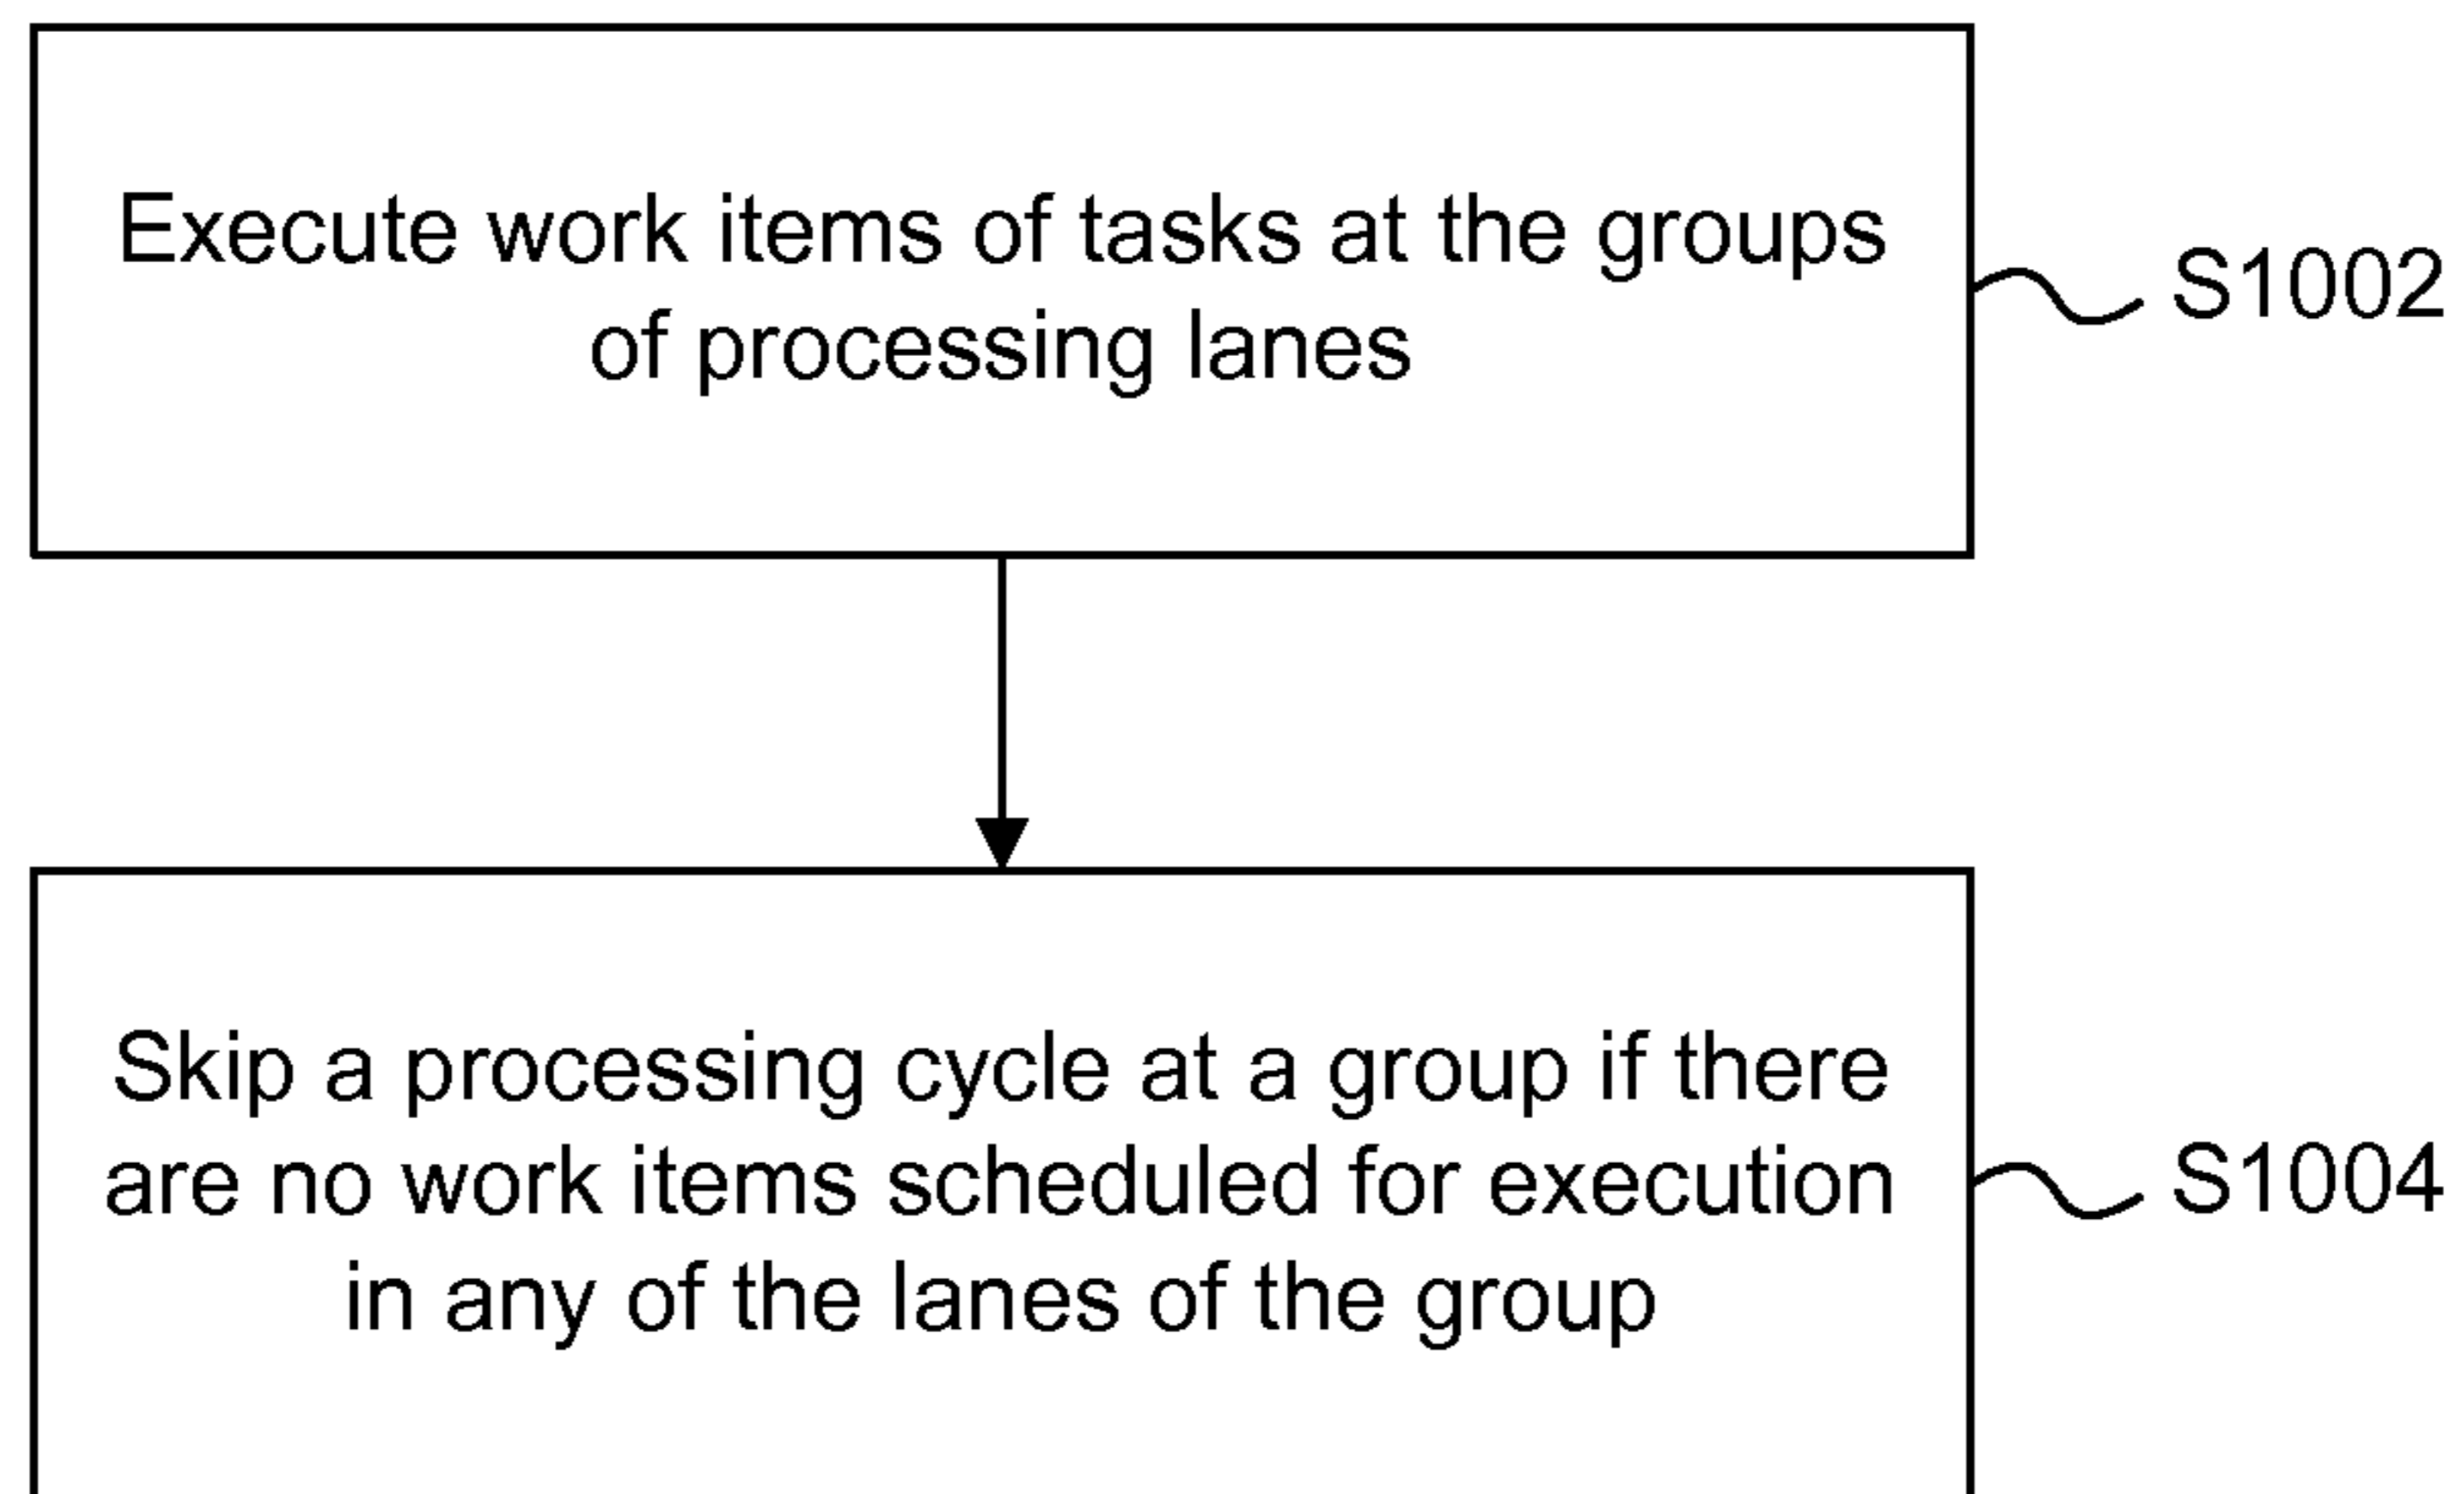 Execute work items of tasks at the groups
of processing lanes
S1002
Skip a processing cycle at a group if there
are no work items scheduled for execution
in any of the lanes of the group
S1004